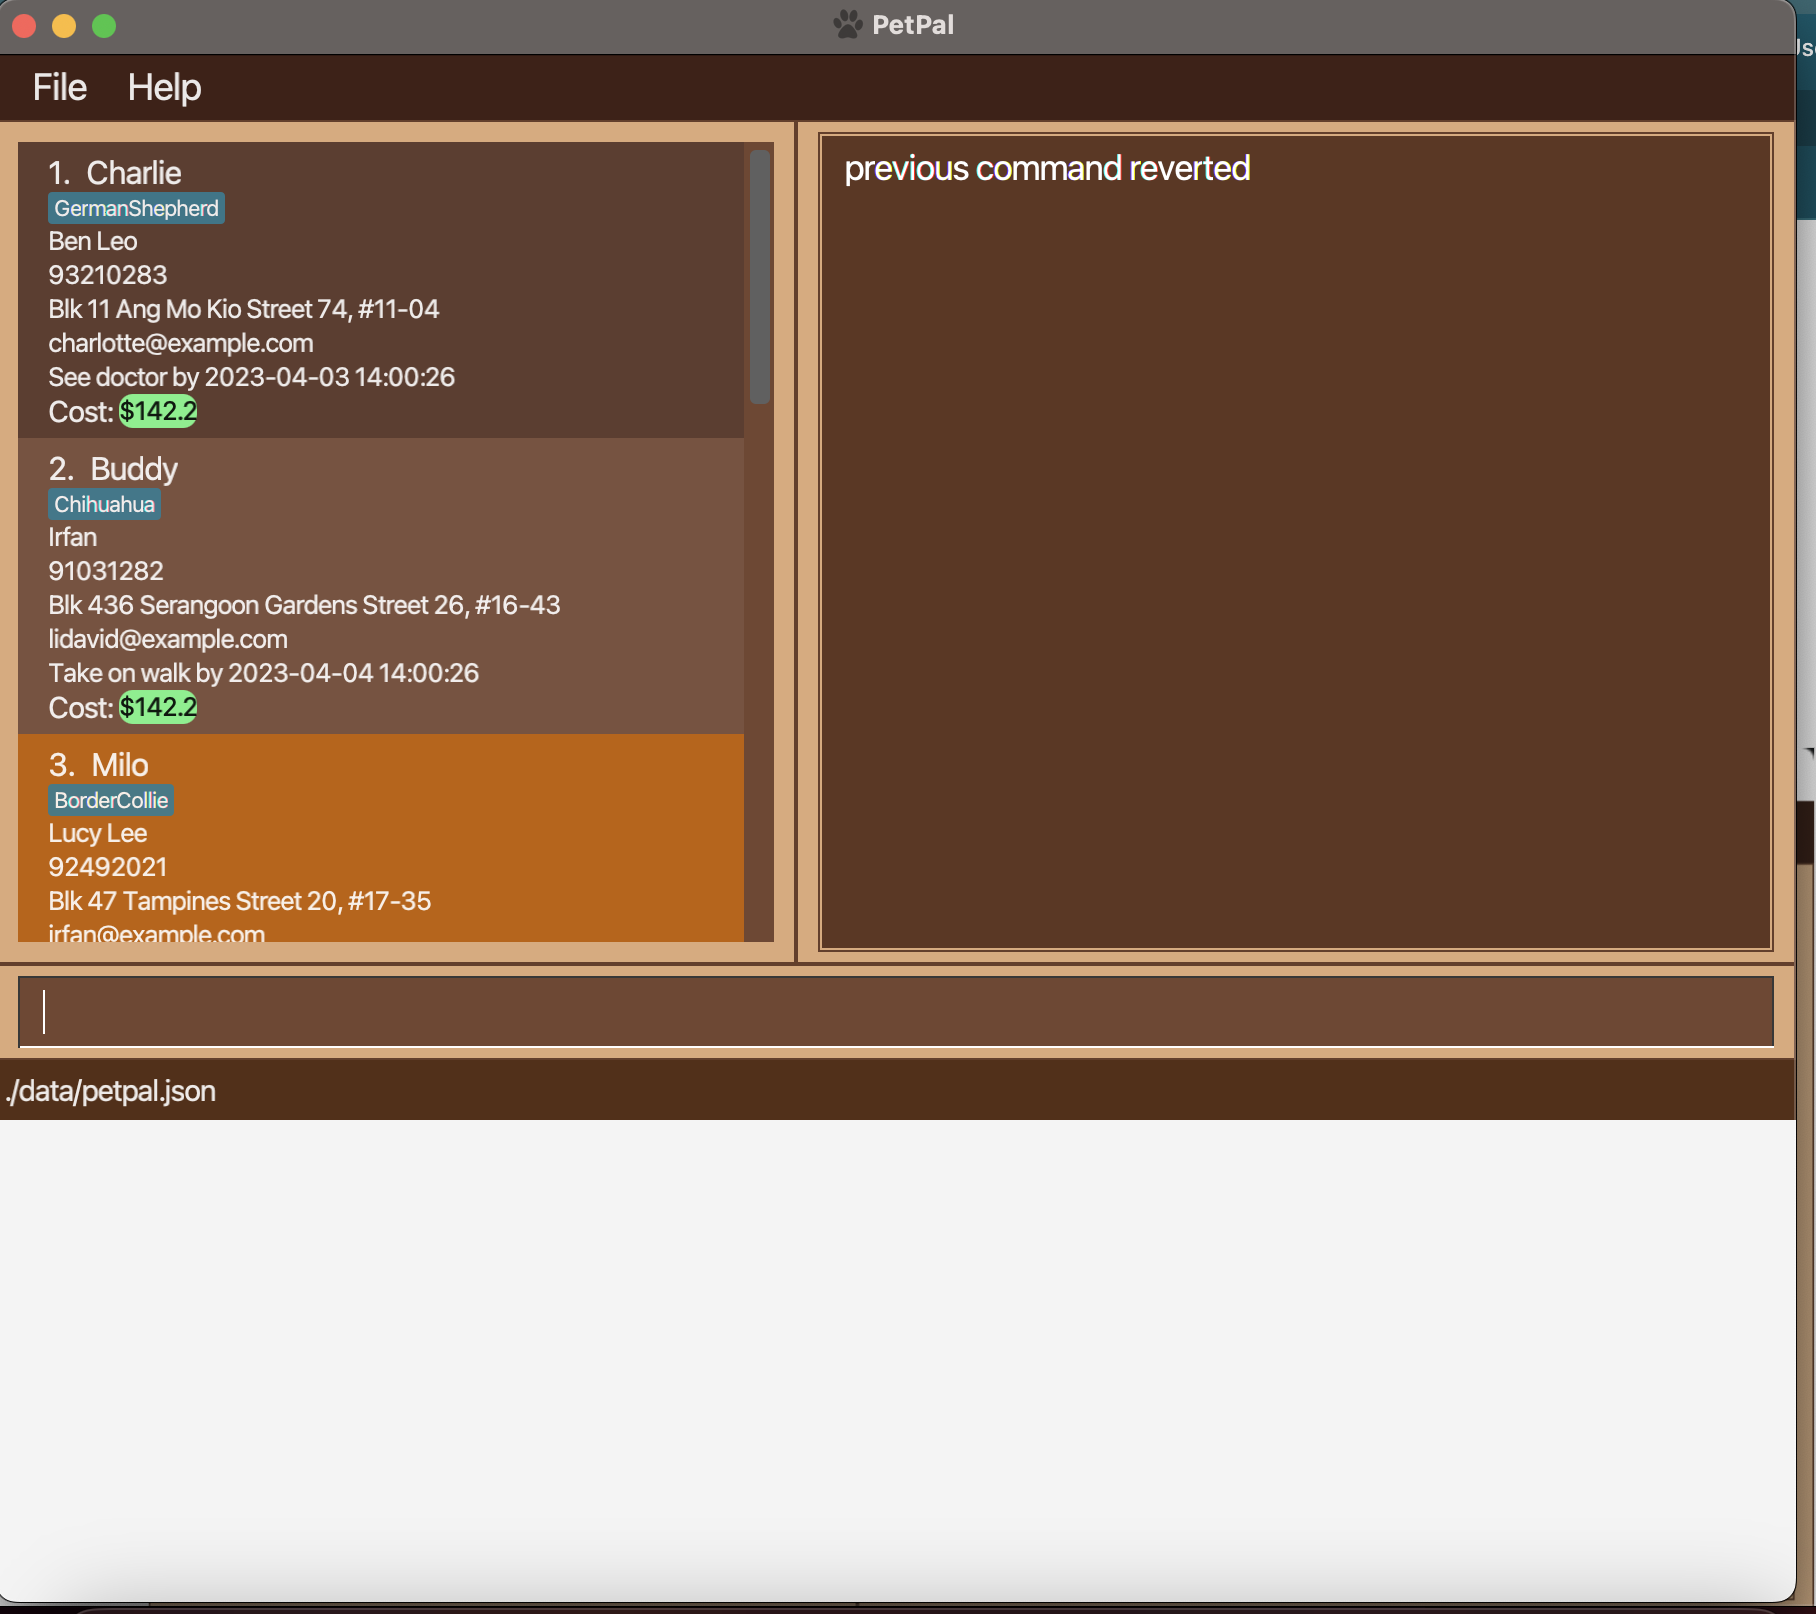 PetPal
File Help
1. Charlie
GermanShepherd
Ben Leo
93210283
Blk 11 Ang Mo Kio Street 74, #11-04
charlotte@example.com
See doctor by 2023-04-03 14:00:26
Cost: $142.2
2. Buddy
Chihuahua
Irfan
91031282
Blk 436 Serangoon Gardens Street 26, #16-43
lidavid@example.com
Take on walk by 2023-04-04 14:00:26
Cost: $142.2
3. Milo
BorderCollie
Lucy Lee
92492021
Blk 47 Tampines Street 20, #17-35
irfan@example.com
previous command reverted
./data/petpal.json